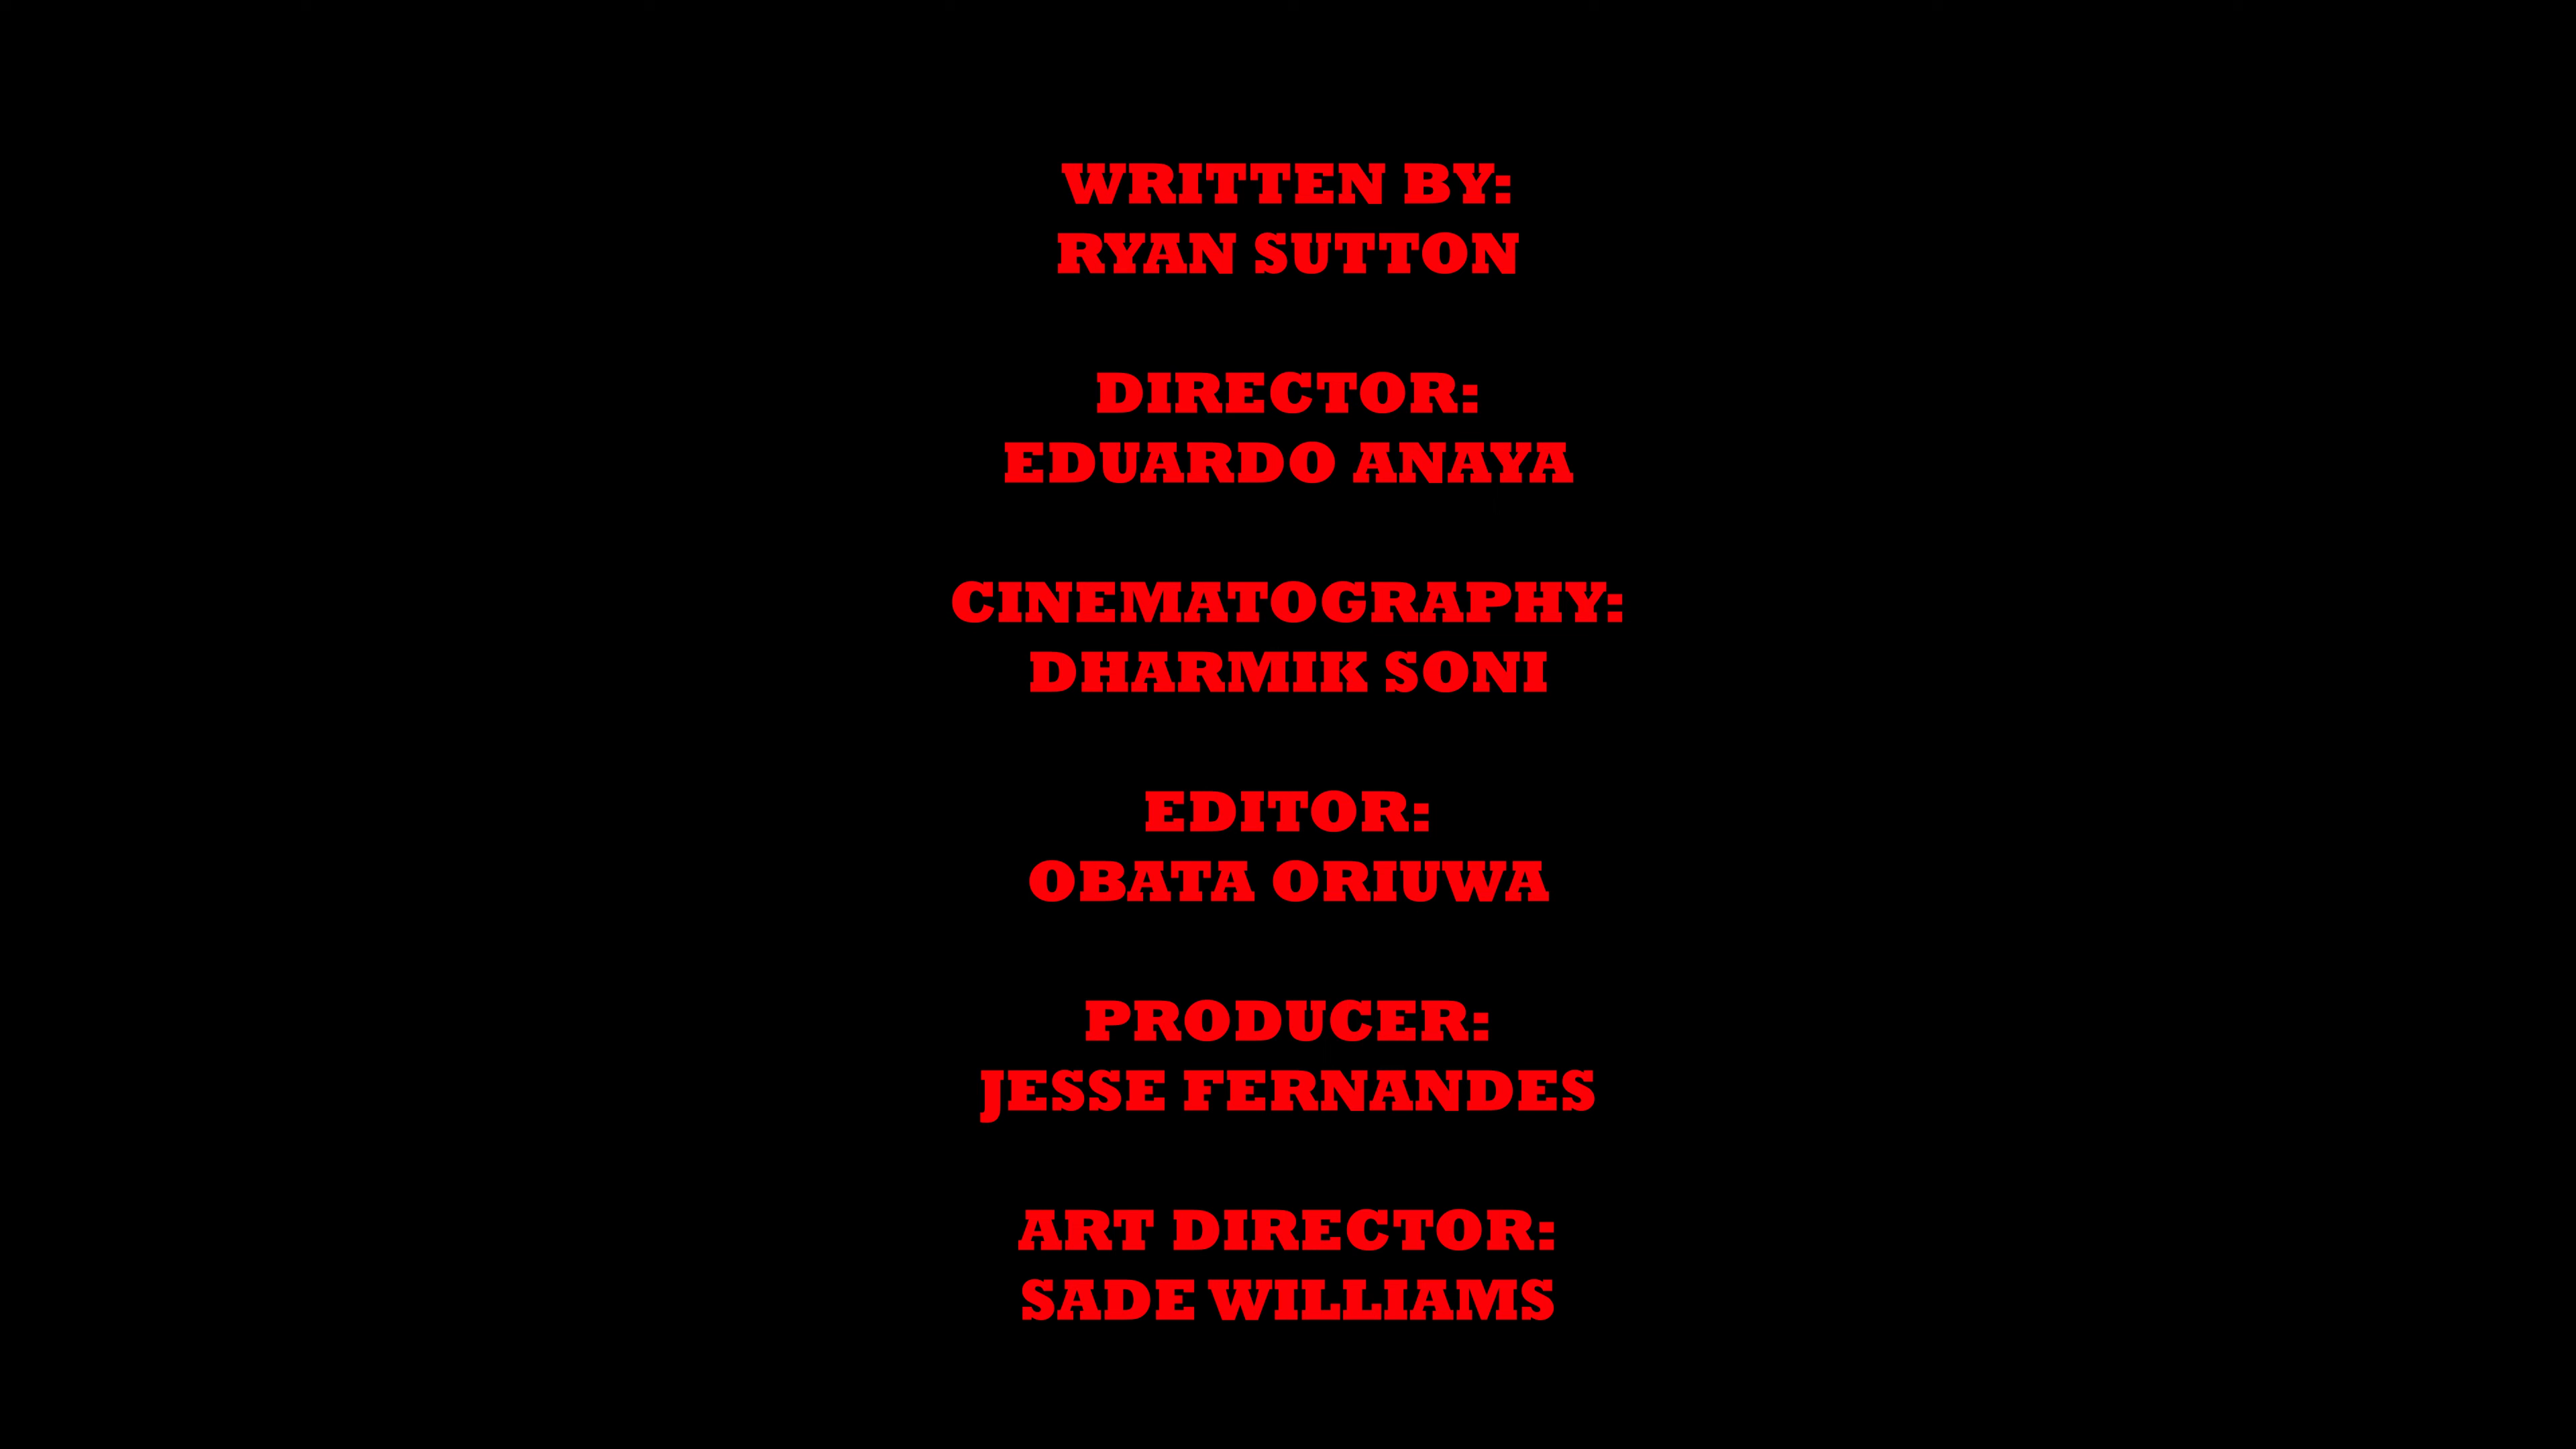 WRITTEN BY:
RYAN SUTTON
DIRECTOR:
EDUARDO ANAYA
CINEMATOGRAPHY:
DHARMIK SONI
EDITOR:
OBATA ORIUWA
PRODUCER:
JESSE FERNANDES
ART DIRECTOR:
SADE WILLIAMS